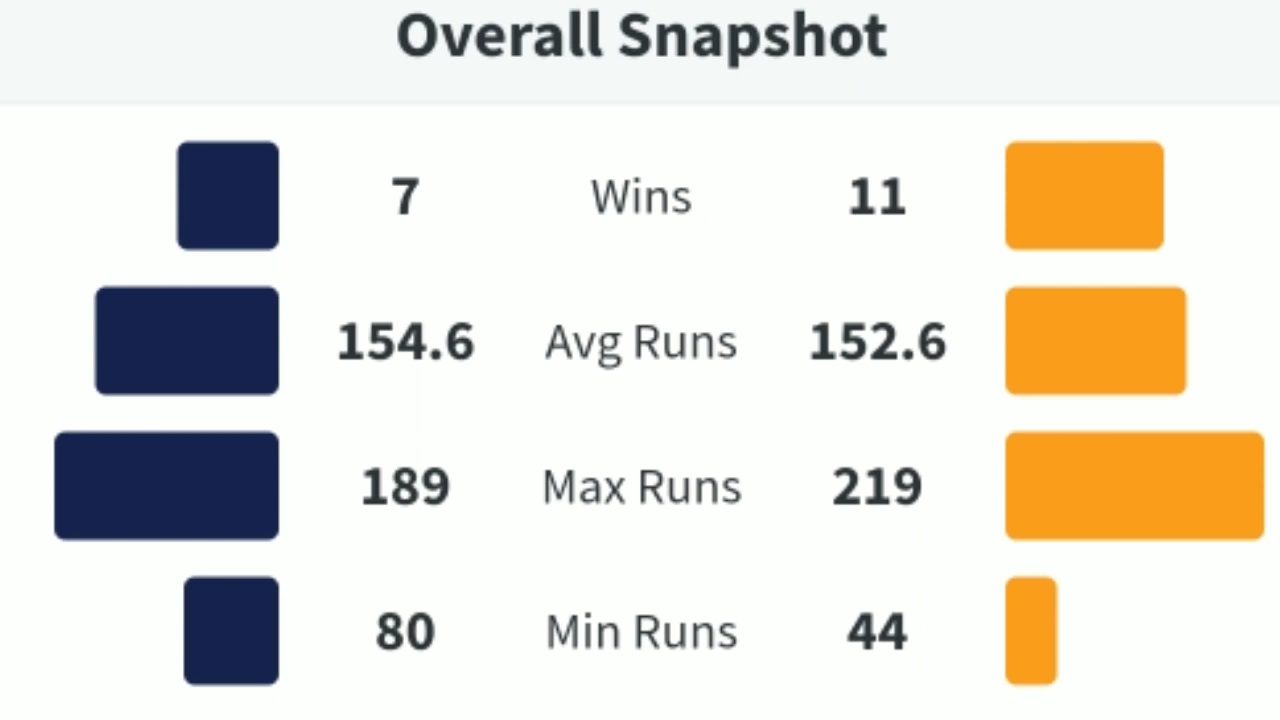 Overall Snapshot
7 Wins 11
154.6 Avg Runs 152.6
189 Max Runs 219
80 Min Runs 44